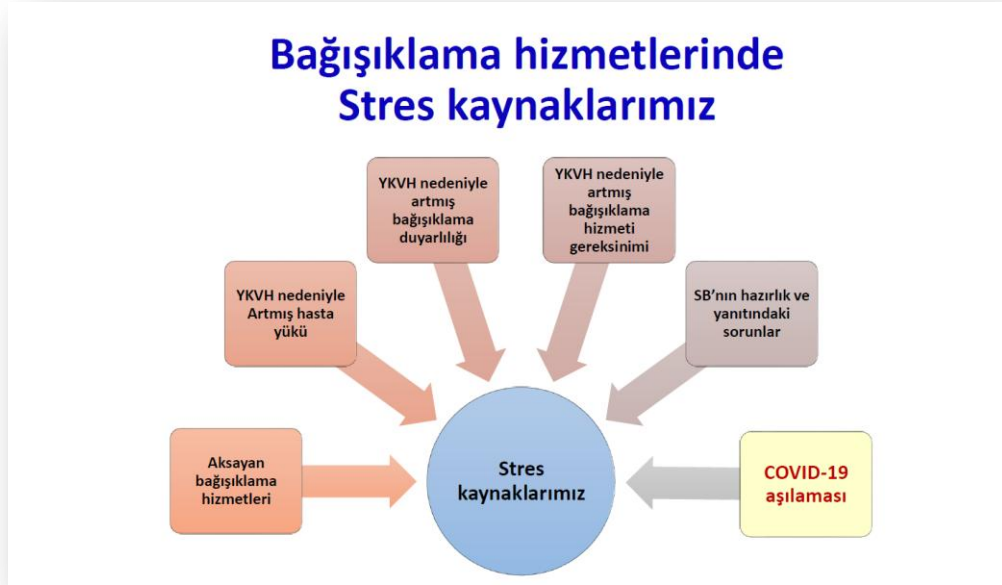 Bağışıklama hizmetlerinde
Stres kaynaklarımız
YKVH nedeniyle
artmış
bağışıklama
duyarlılığı
YKVH nedeniyle
artmış
bağışıklama
hizmeti
gereksinimi
YKVH nedeniyle
Artmış hasta
yükü
SB’nın hazırlık ve
yanıtındaki
sorunlar
Aksayan
bağışıklama
hizmetleri
Stres
kaynaklarımız
COVID-19
aşılaması